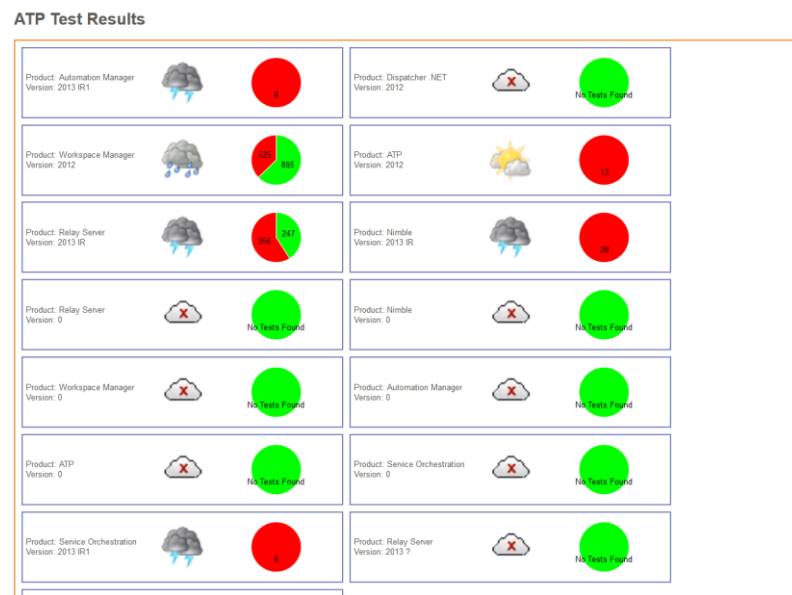 ATP Test Results
Product: Automation Manager
Version: 2013 IR1
6
Product: Dispatcher .NET
Version: 2012
No Tests Found
Product: Workspace Manager
Version: 2012
525
885
Product: ATP
Version: 2012
13
Product: Relay Server
Version: 2013 IR
356
247
Product: Nimble
Version: 2013 IR
28
Product: Relay Server
Version: 0
No Tests Found
Product: Nimble
Version: 0
No Tests Found
Product: Workspace Manager
Version: 0
No Tests Found
Product: Automation Manager
Version: 0
No Tests Found
Product: ATP
Version: 0
No Tests Found
Product: Service Orchestration
Version: 0
No Tests Found
Product: Service Orchestration
Version: 2013 IR1
6
Product: Relay Server
Version: 2013 ?
No Tests Found